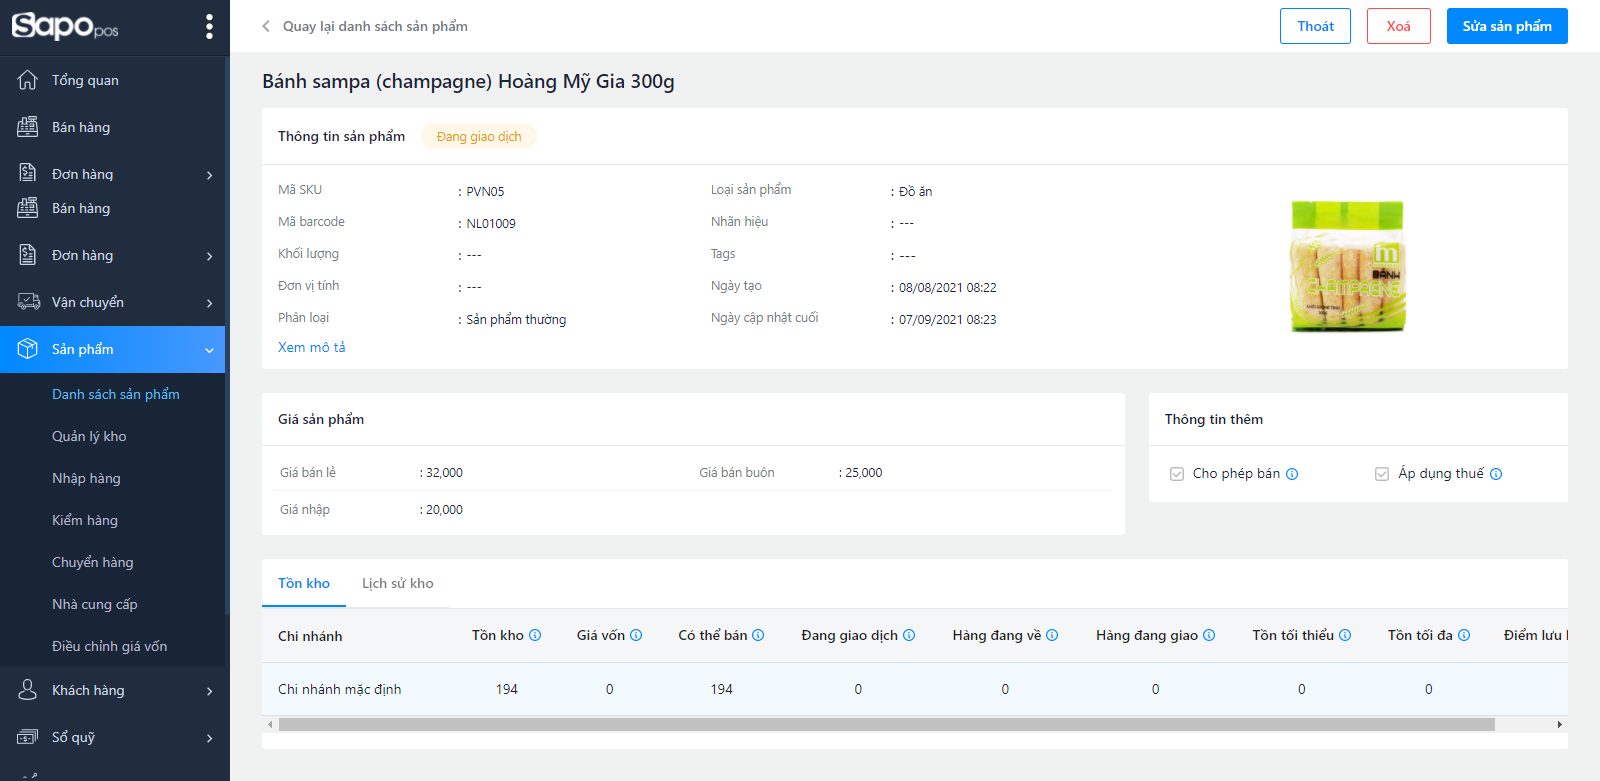 Sapo pos
Quay lại danh sách sản phẩm
Thoát
Xoá
Sửa sản phẩm
Tổng quan
Bán hàng
Đơn hàng
Bán hàng
Đơn hàng
Vận chuyển
Sản phẩm
Danh sách sản phẩm
Quản lý kho
Nhập hàng
Kiểm hàng
Chuyển hàng
Nhà cung cấp
Điều chỉnh giá vốn
Khách hàng
Sổ quỹ
Bánh sampa (champagne) Hoàng Mỹ Gia 300g
Thông tin sản phẩm Đang giao dịch
Mã SKU : PVN05 Loại sản phẩm : Đồ ăn
Mã barcode : NL01009 Nhãn hiệu : ---
Khối lượng : --- Tags : ---
Đơn vị tính : --- Ngày tạo : 08/08/2021 08:22
Phân loại : Sản phẩm thường Ngày cập nhật cuối : 07/09/2021 08:23
Xem mô tả
m
BÁNH
CHAMPAGNE
Giá sản phẩm
Giá bán lẻ : 32,000 Giá bán buôn : 25,000
Giá nhập : 20,000
Thông tin thêm
Cho phép bán Áp dụng thuế
Tồn kho Lịch sử kho
Chi nhánh Tồn kho Giá vốn Có thể bán Đang giao dịch Hàng đang về Hàng đang giao Tồn tối thiểu Tồn tối đa Điểm lưu
Chi nhánh mặc định 194 0 194 0 0 0 0 0